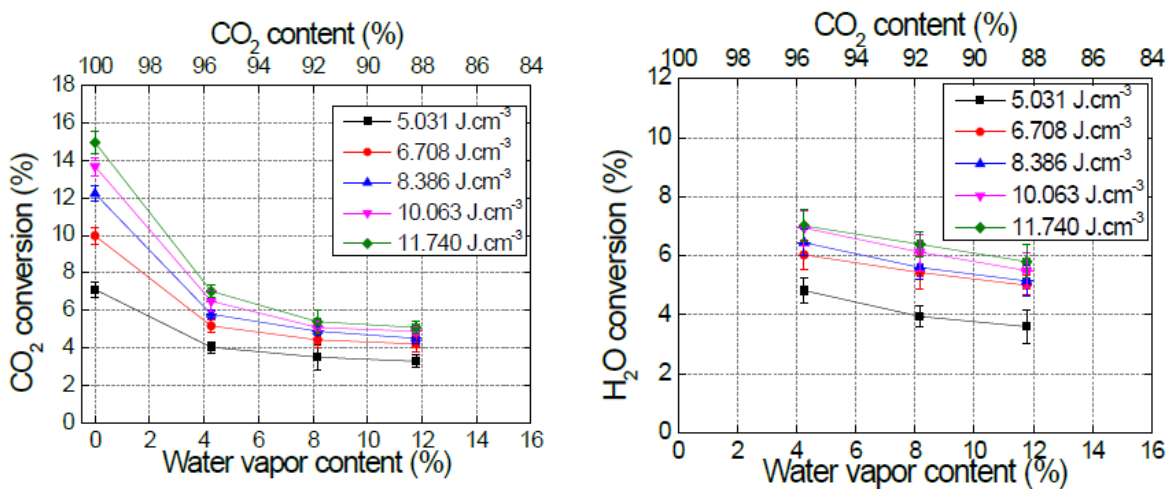 CO₂ content (%)
100 98 96 94 92 90 88 86 84
18
16
14
12
10
8
6
4
2
0
CO₂ conversion (%)
5.031 J.cm⁻³
6.708 J.cm⁻³
8.386 J.cm⁻³
10.063 J.cm⁻³
11.740 J.cm⁻³
0 2 4 6 8 10 12 14 16
Water vapor content (%)
CO₂ content (%)
100 98 96 94 92 90 88 86 84
12
10
8
6
4
2
0
H₂O conversion (%)
5.031 J.cm⁻³
6.708 J.cm⁻³
8.386 J.cm⁻³
10.063 J.cm⁻³
11.740 J.cm⁻³
0 2 4 6 8 10 12 14 16
Water vapor content (%)